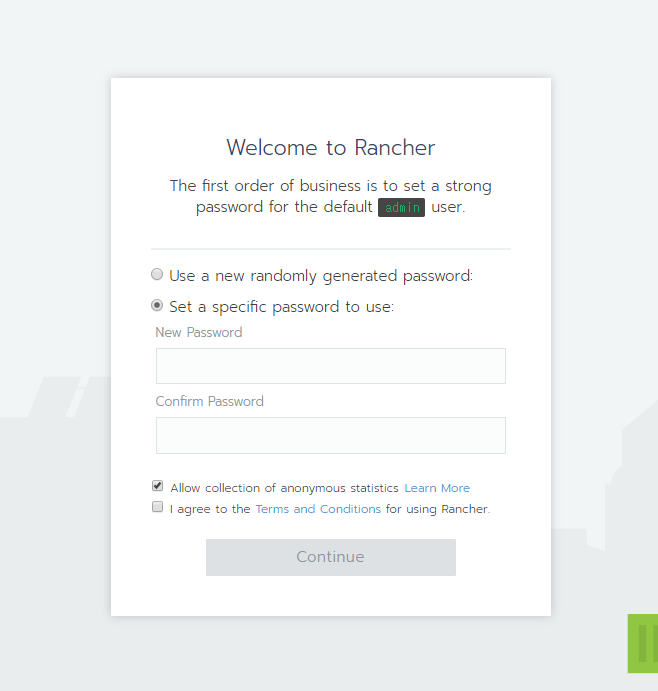 Welcome to Rancher
The first order of business is to set a strong
password for the default admin user.
Use a new randomly generated password:
Set a specific password to use:
New Password
Confirm Password
Allow collection of anonymous statistics Learn More
I agree to the Terms and Conditions for using Rancher.
Continue